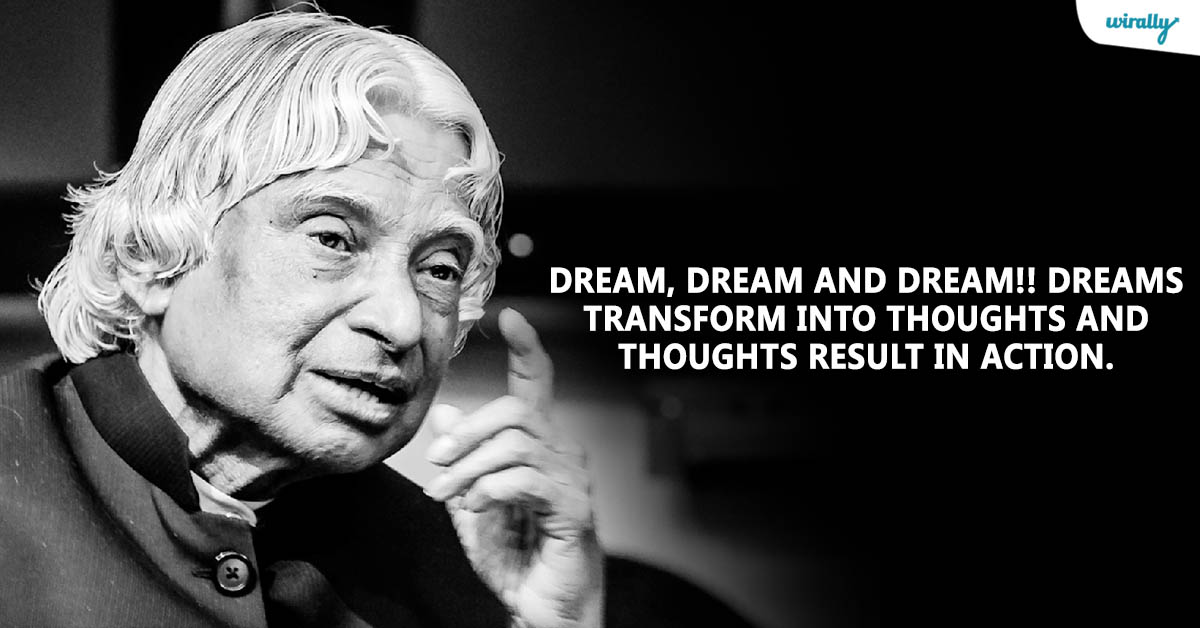 wirally
DREAM, DREAM AND DREAM!! DREAMS
TRANSFORM INTO THOUGHTS AND
THOUGHTS RESULT IN ACTION.